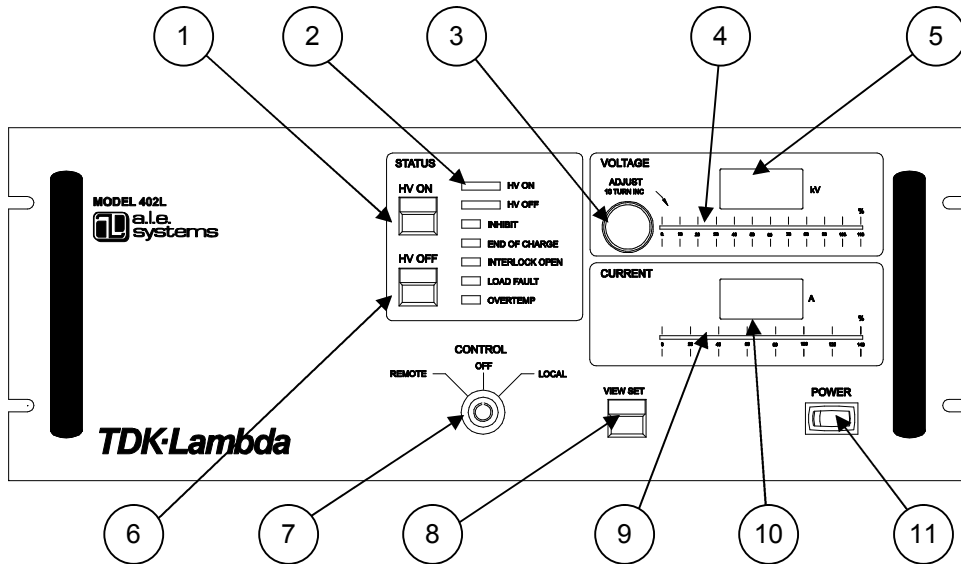 1
2
3
4
5
STATUS
HV ON
HV OFF
HV ON
HV OFF
INHIBIT
END OF CHARGE
INTERLOCK OPEN
LOAD FAULT
OVERTEMP
VOLTAGE
ADJUST
10 TURN INC
kV
%
MODEL 402L
a.l.e.
systems
CURRENT
A
%
CONTROL
REMOTE
OFF
LOCAL
VIEW SET
POWER
TDK·Lambda
6
7
8
9
10
11